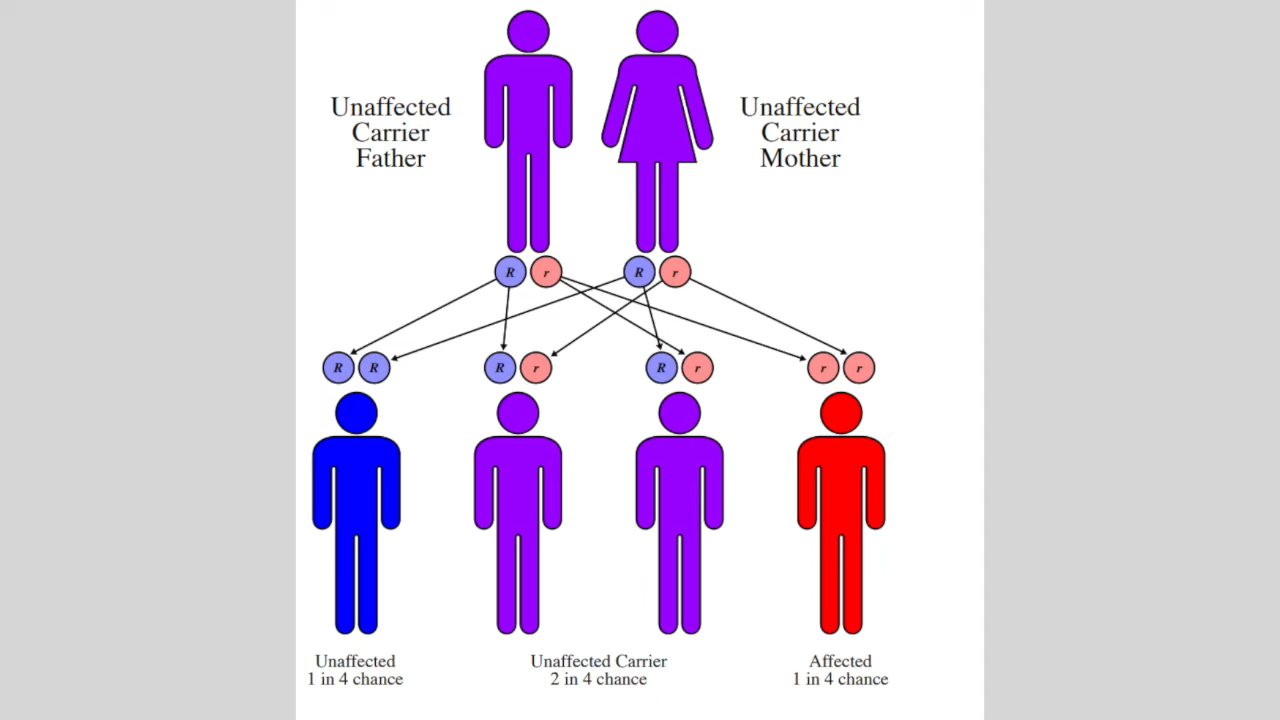 Unaffected
Carrier
Father
Unaffected
Carrier
Mother
R r R r
R R R r R r r r
Unaffected
1 in 4 chance
Unaffected Carrier
2 in 4 chance
Affected
1 in 4 chance